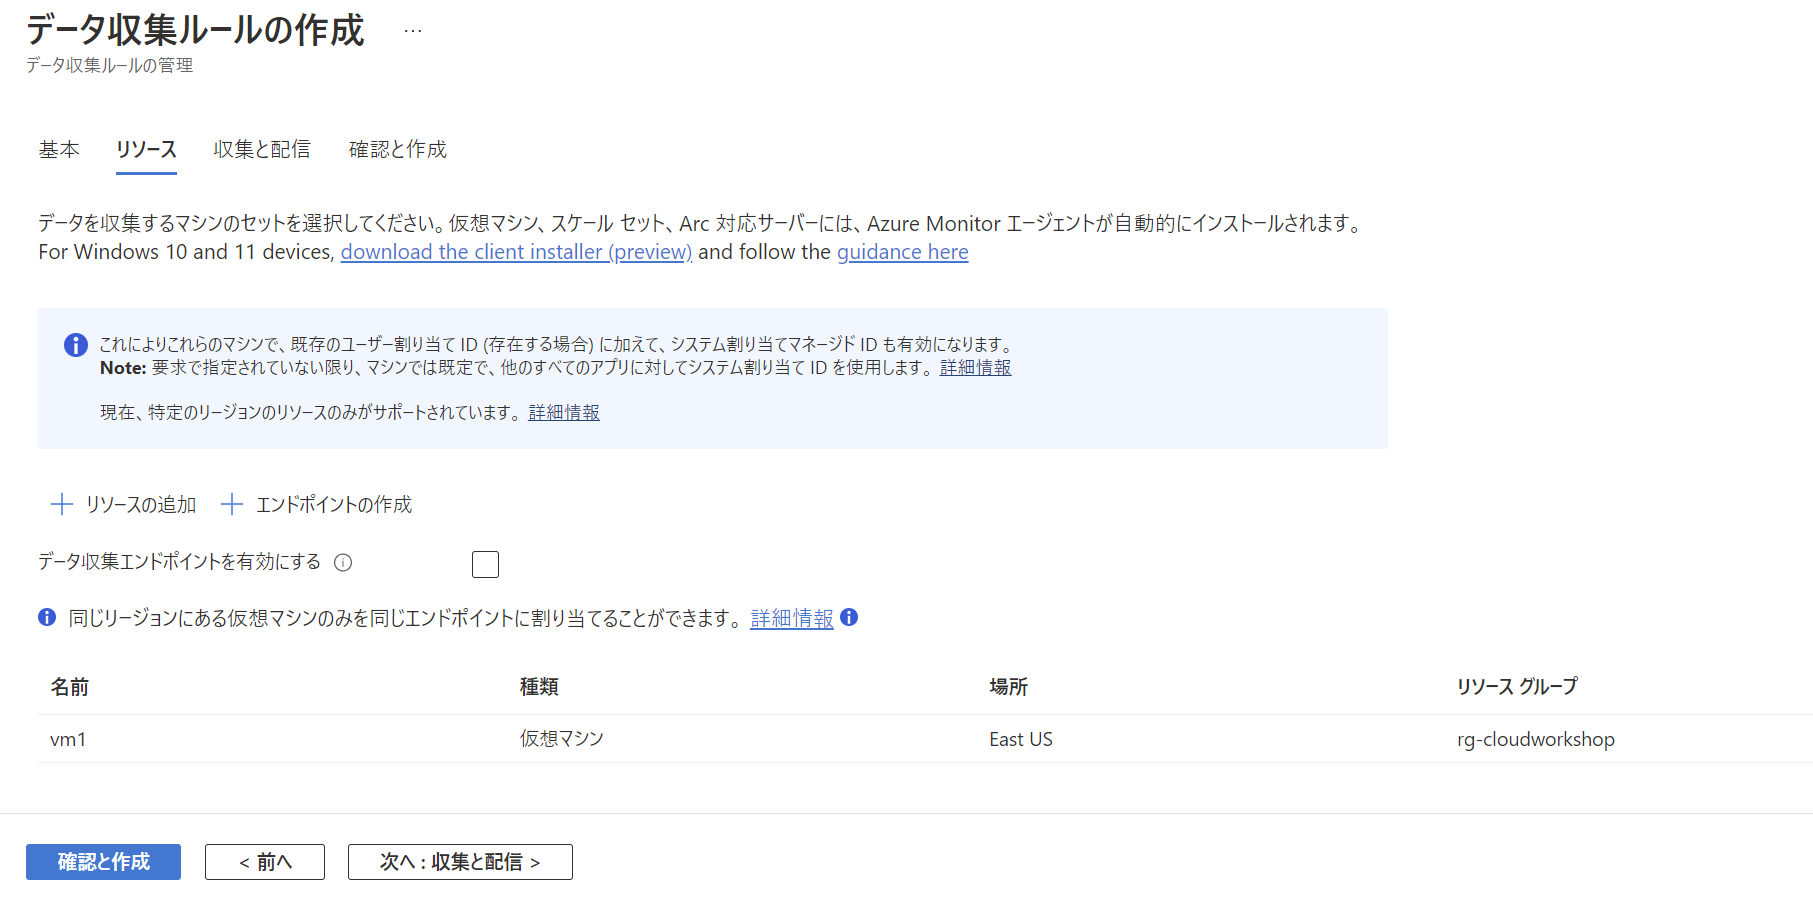 データ収集ルールの作成 …
データ収集ルールの管理
基本 リソース 収集と配信 確認と作成
データを収集するマシンのセットを選択してください。仮想マシン、スケール セット、Arc 対応サーバーには、Azure Monitor エージェントが自動的にインストールされます。
For Windows 10 and 11 devices, download the client installer (preview) and follow the guidance here
これによりこれらのマシンで、既存のユーザー割り当て ID (存在する場合) に加えて、システム割り当てマネージド ID も有効になります。
Note: 要求で指定されていない限り、マシンでは既定で、他のすべてのアプリに対してシステム割り当て ID を使用します。 詳細情報
現在、特定のリージョンのリソースのみがサポートされています。 詳細情報
リソースの追加 エンドポイントの作成
データ収集エンドポイントを有効にする
同じリージョンにある仮想マシンのみを同じエンドポイントに割り当てることができます。 詳細情報
名前 種類 場所 リソース グループ
vm1 仮想マシン East US rg-cloudworkshop
確認と作成 < 前へ 次へ : 収集と配信 >